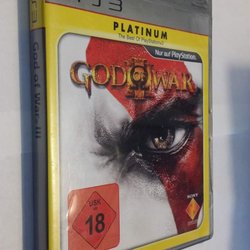 PS3
PLATINUM
The Best Of PlayStation®3
Nur auf PlayStation.
GOD OF WAR
III
18
SONY
God of War III